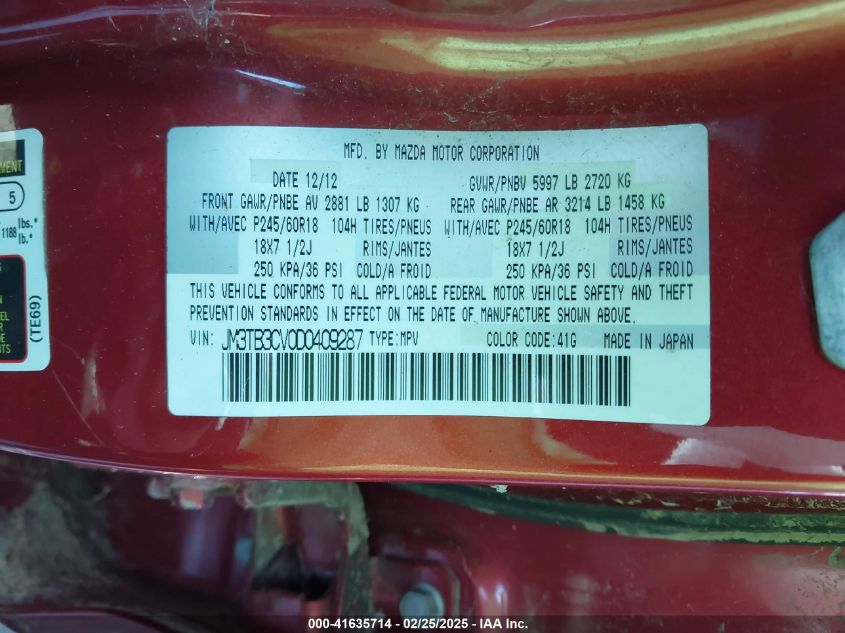 MFD. BY MAZDA MOTOR CORPORATION
DATE 12/12 GVWR/PNBV 5997 LB 2720 KG
FRONT GAWR/PNBE AV 2881 LB 1307 KG REAR GAWR/PNBE AR 3214 LB 1458 KG
WITH/AVEC P245/60R18 104H TIRES/PNEUS WITH/AVEC P245/60R18 104H TIRES/PNEUS
18X7 1/2J RIMS/JANTES 18X7 1/2J RIMS/JANTES
250 KPA/36 PSI COLD/A FROID 250 KPA/36 PSI COLD/A FROID
THIS VEHICLE CONFORMS TO ALL APPLICABLE FEDERAL MOTOR VEHICLE SAFETY AND THEFT
PREVENTION STANDARDS IN EFFECT ON THE DATE OF MANUFACTURE SHOWN ABOVE.
VIN: JM3TB3CV0D0409287 TYPE:MPV COLOR CODE:41G MADE IN JAPAN
5
1188 lbs.*
lb.*
(TE69)
000-41635714 - 02/25/2025 - IAA Inc.